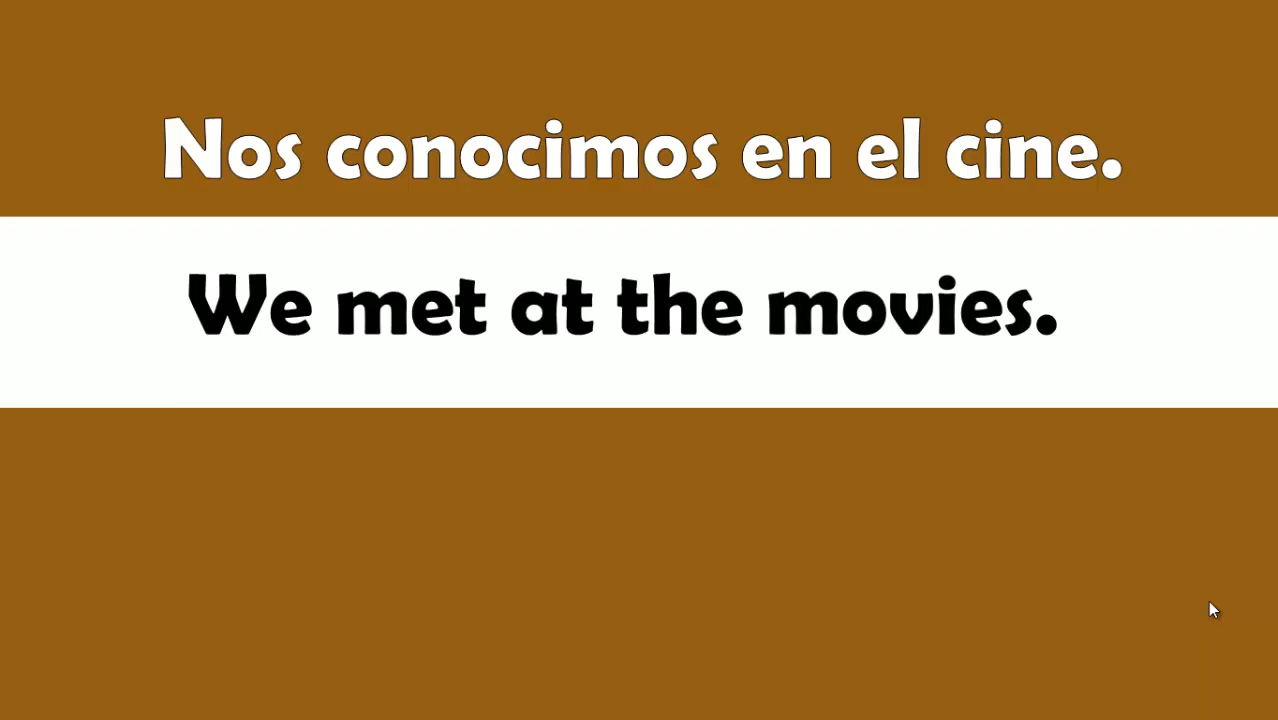 Nos conocimos en el cine.
We met at the movies.